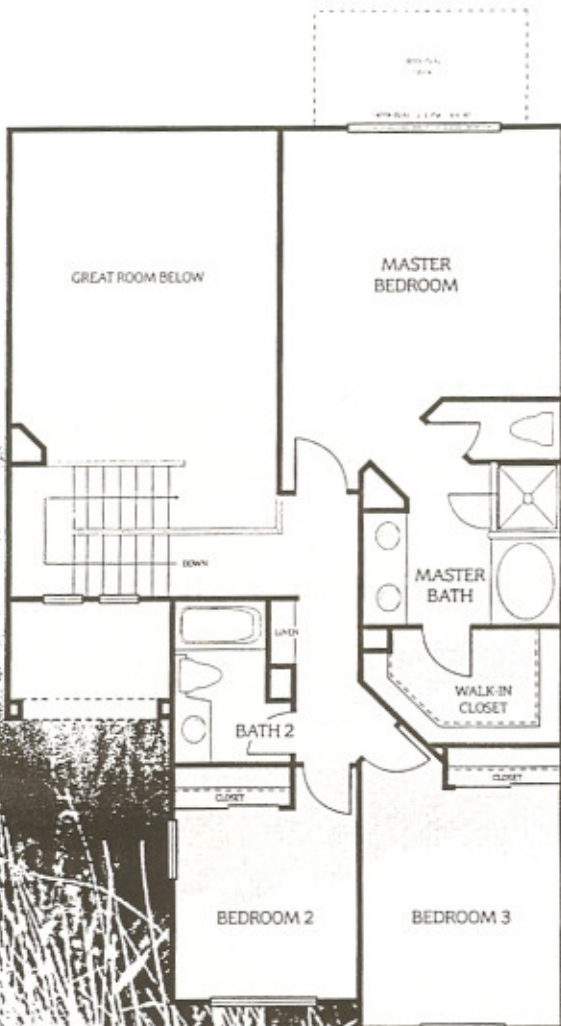 GREAT ROOM BELOW
MASTER
BEDROOM
DOWN
MASTER
BATH
LINEN
WALK-IN
CLOSET
BATH 2
CLOSET
CLOSET
BEDROOM 2
BEDROOM 3